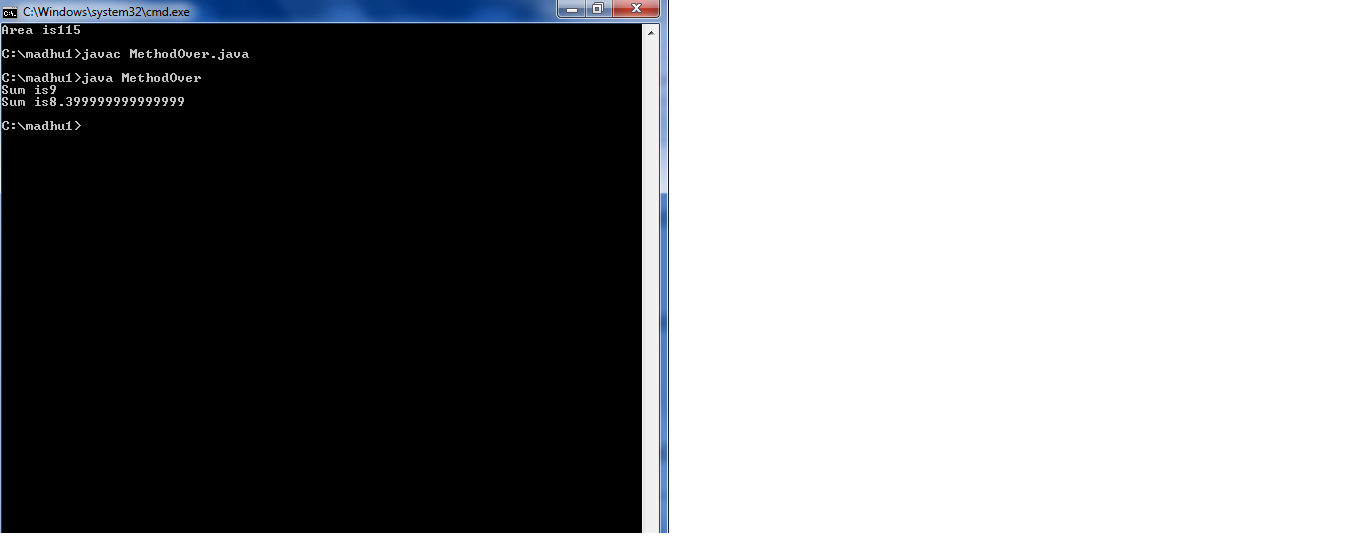 C:\Windows\system32\cmd.exe
Area is115
C:\madhu1>javac MethodOver.java
C:\madhu1>java MethodOver
Sum is9
Sum is8.399999999999999
C:\madhu1>